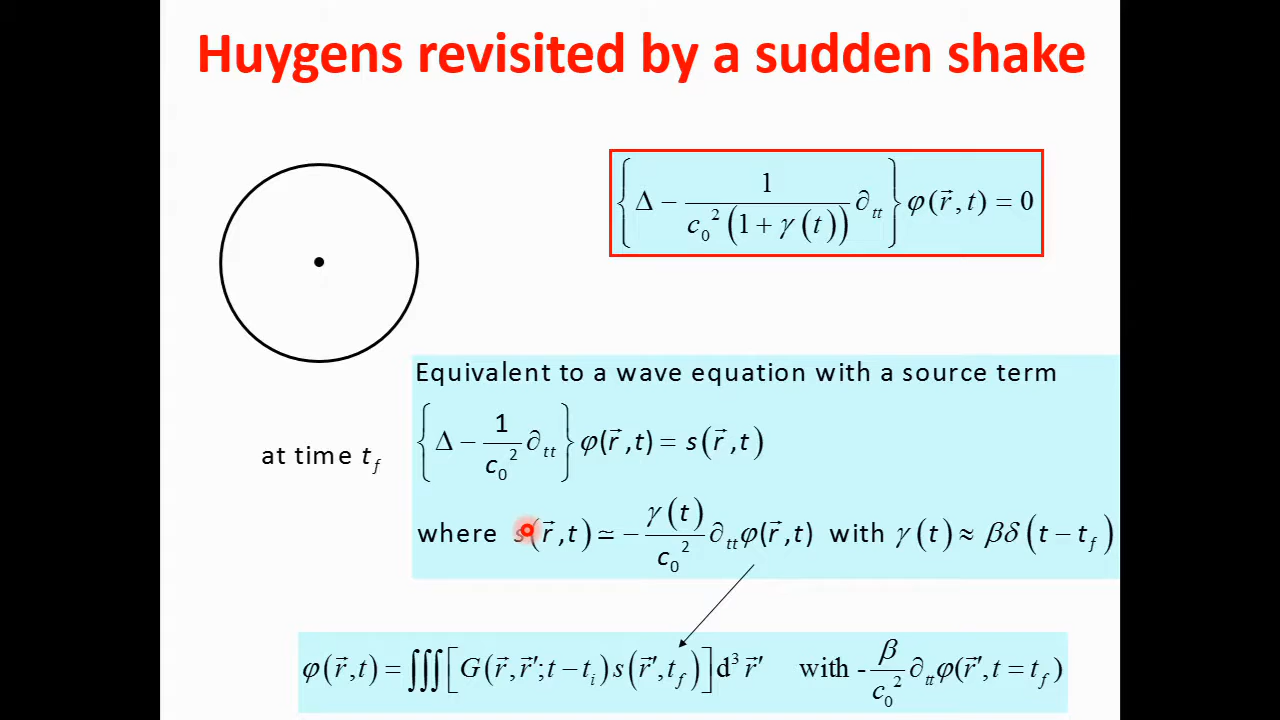 Huygens revisited by a sudden shake
{Δ − 1/(c₀²(1 + γ(t))) ∂ₜₜ} φ(r⃗, t) = 0
Equivalent to a wave equation with a source term
{Δ − 1/c₀² ∂ₜₜ} φ(r⃗,t) = s(r⃗,t)
at time t_f
where s(r⃗,t) ≃ − γ(t)/c₀² ∂ₜₜφ(r⃗,t) with γ(t) ≈ βδ(t − t_f)
φ(r⃗,t) = ∭[G(r⃗,r⃗′;t − tᵢ) s(r⃗′,t_f)] d³r⃗′ with - β/c₀² ∂ₜₜφ(r⃗′,t = t_f)